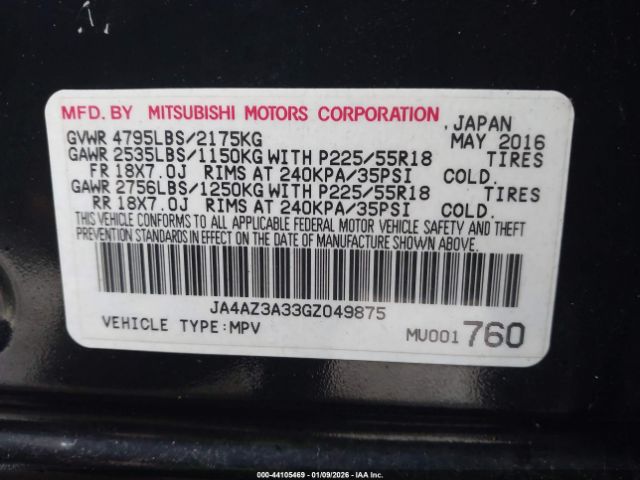 MFD. BY MITSUBISHI MOTORS CORPORATION , JAPAN
GVWR 4795LBS/2175KG MAY 2016
GAWR 2535LBS/1150KG WITH P225/55R18 TIRES
FR 18X7.0J RIMS AT 240KPA/35PSI COLD.
GAWR 2756LBS/1250KG WITH P225/55R18 TIRES
RR 18X7.0J RIMS AT 240KPA/35PSI COLD.
THIS VEHICLE CONFORMS TO ALL APPLICABLE FEDERAL MOTOR VEHICLE SAFETY AND THEFT
PREVENTION STANDARDS IN EFFECT ON THE DATE OF MANUFACTURE SHOWN ABOVE.
JA4AZ3A33GZ049875
VEHICLE TYPE:MPV MU001760
000-44105469 | 01/09/2026 - IAA Inc.